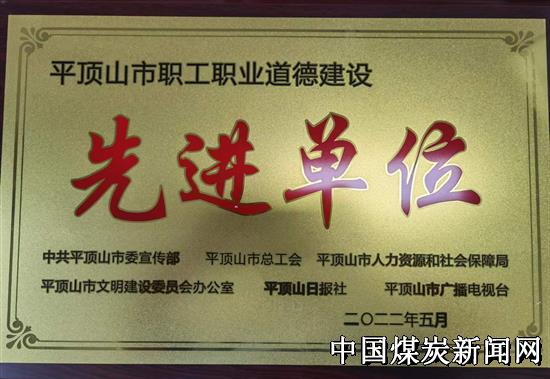 平顶山市职工职业道德建设
先进单位
中共平顶山市委宣传部 平顶山市总工会 平顶山市人力资源和社会保障局
平顶山市文明建设委员会办公室 平顶山日报社 平顶山市广播电视台
二〇二二年五月
中国煤炭新闻网